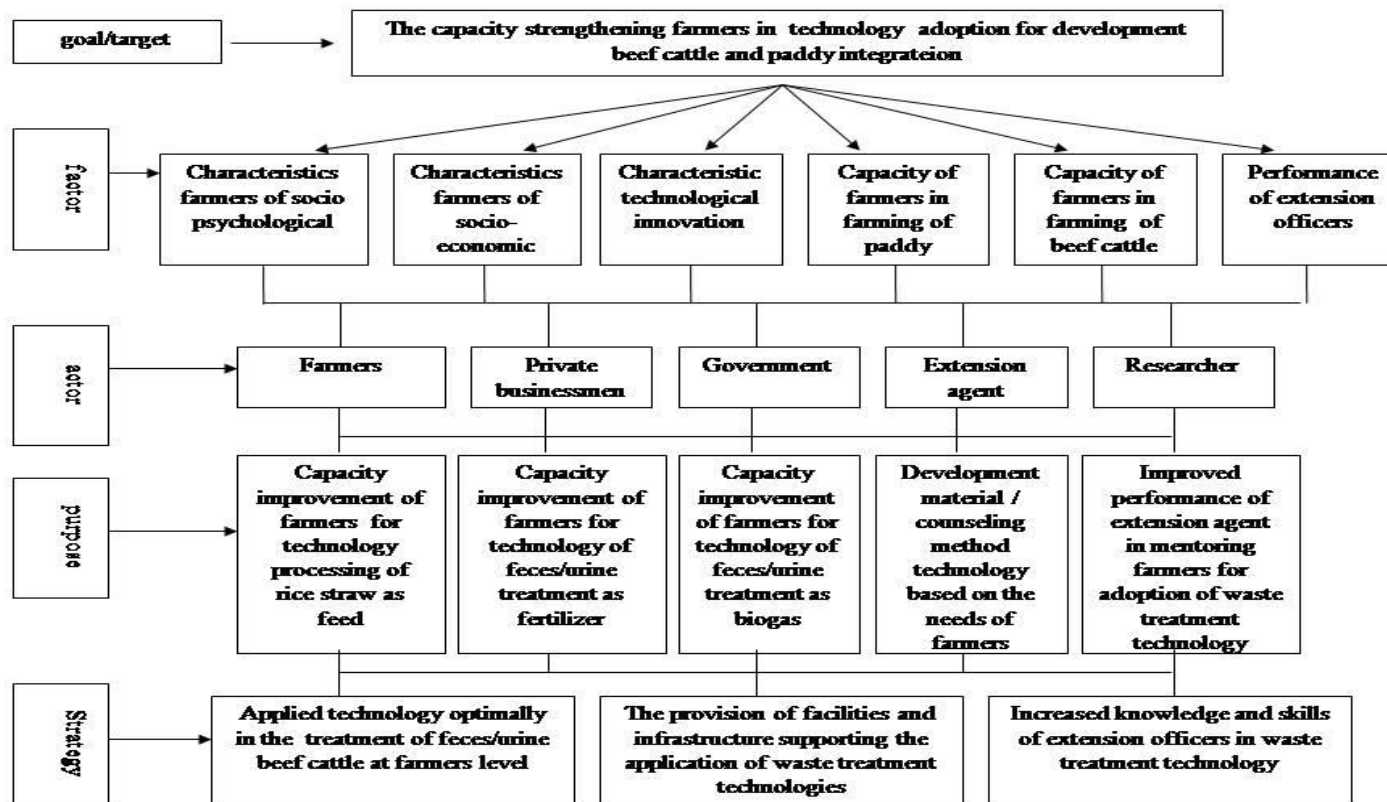 goal/target
The capacity strengthening farmers in technology adoption for development
beef cattle and paddy integrateion
factor
Characteristics
farmers of socio
psychological
Characteristics
farmers of
socio-
economic
Characteristic
technological
innovation
Capacity of
farmers in
farming of
paddy
Capacity of
farmers in
farming of
beef cattle
Performance
of extension
officers
actor
Farmers
Private
businessmen
Government
Extension
agent
Researcher
purpose
Capacity
improvement of
farmers for
technology
processing of
rice straw as
feed
Capacity
improvement of
farmers for
technology of
feces/urine
treatment as
fertilizer
Capacity
improvement
of farmers for
technology of
feces/urine
treatment as
biogas
Development
material /
counseling
method
technology
based on the
needs of
farmers
Improved
performance of
extension agent
in mentoring
farmers for
adoption of waste
treatment
technology
Strategy
Applied technology optimally
in the treatment of feces/urine
beef cattle at farmers level
The provision of facilities and
infrastructure supporting the
application of waste treatment
technologies
Increased knowledge and skills
of extension officers in waste
treatment technology